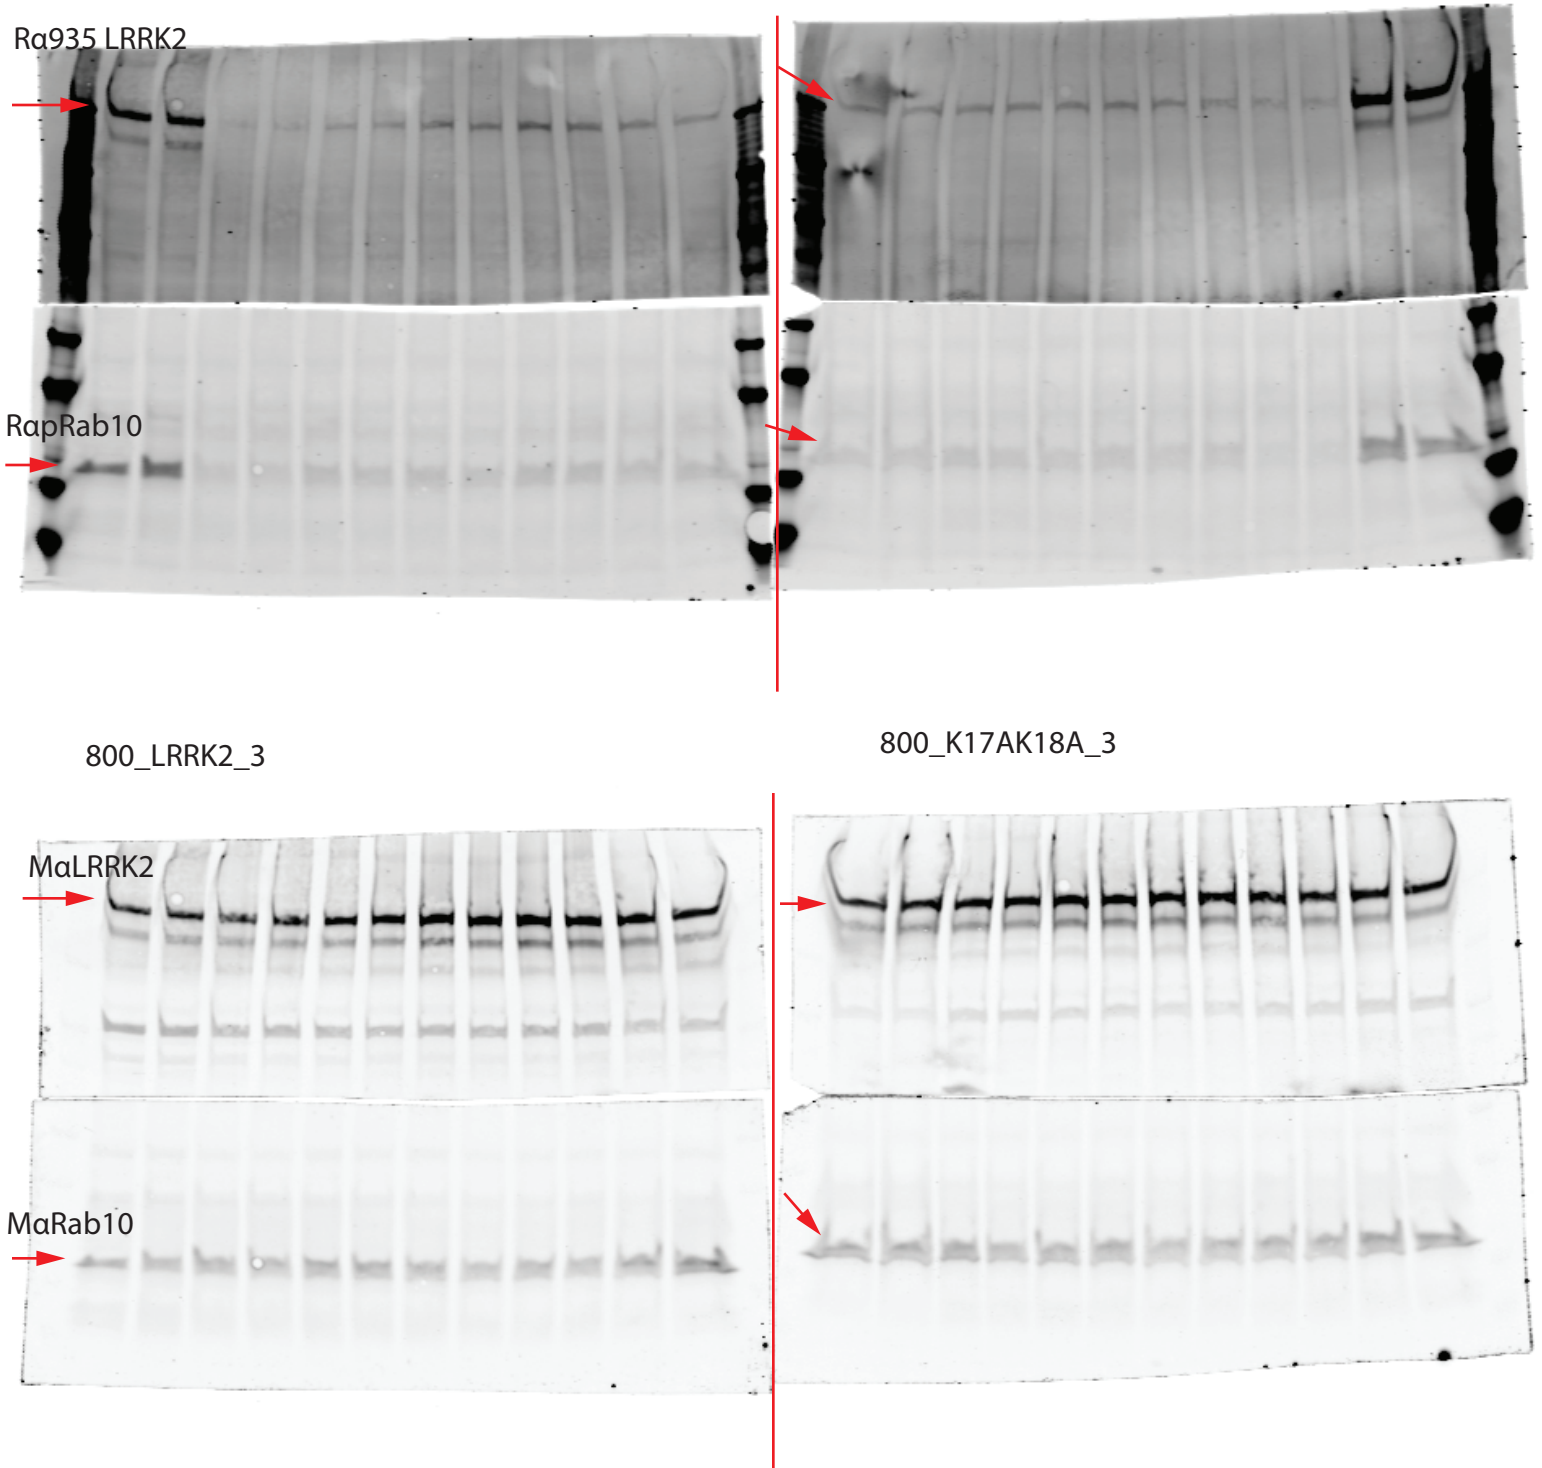 Rα935 LRRK2
RαpRab10
800_LRRK2_3
800_K17AK18A_3
MαLRRK2
MαRab10